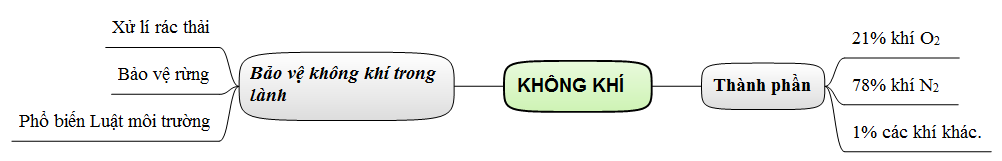 Xử lí rác thải
Bảo vệ rừng
Phổ biến Luật môi trường
Bảo vệ không khí trong
lành
KHÔNG KHÍ
Thành phần
21% khí O2
78% khí N2
1% các khí khác.